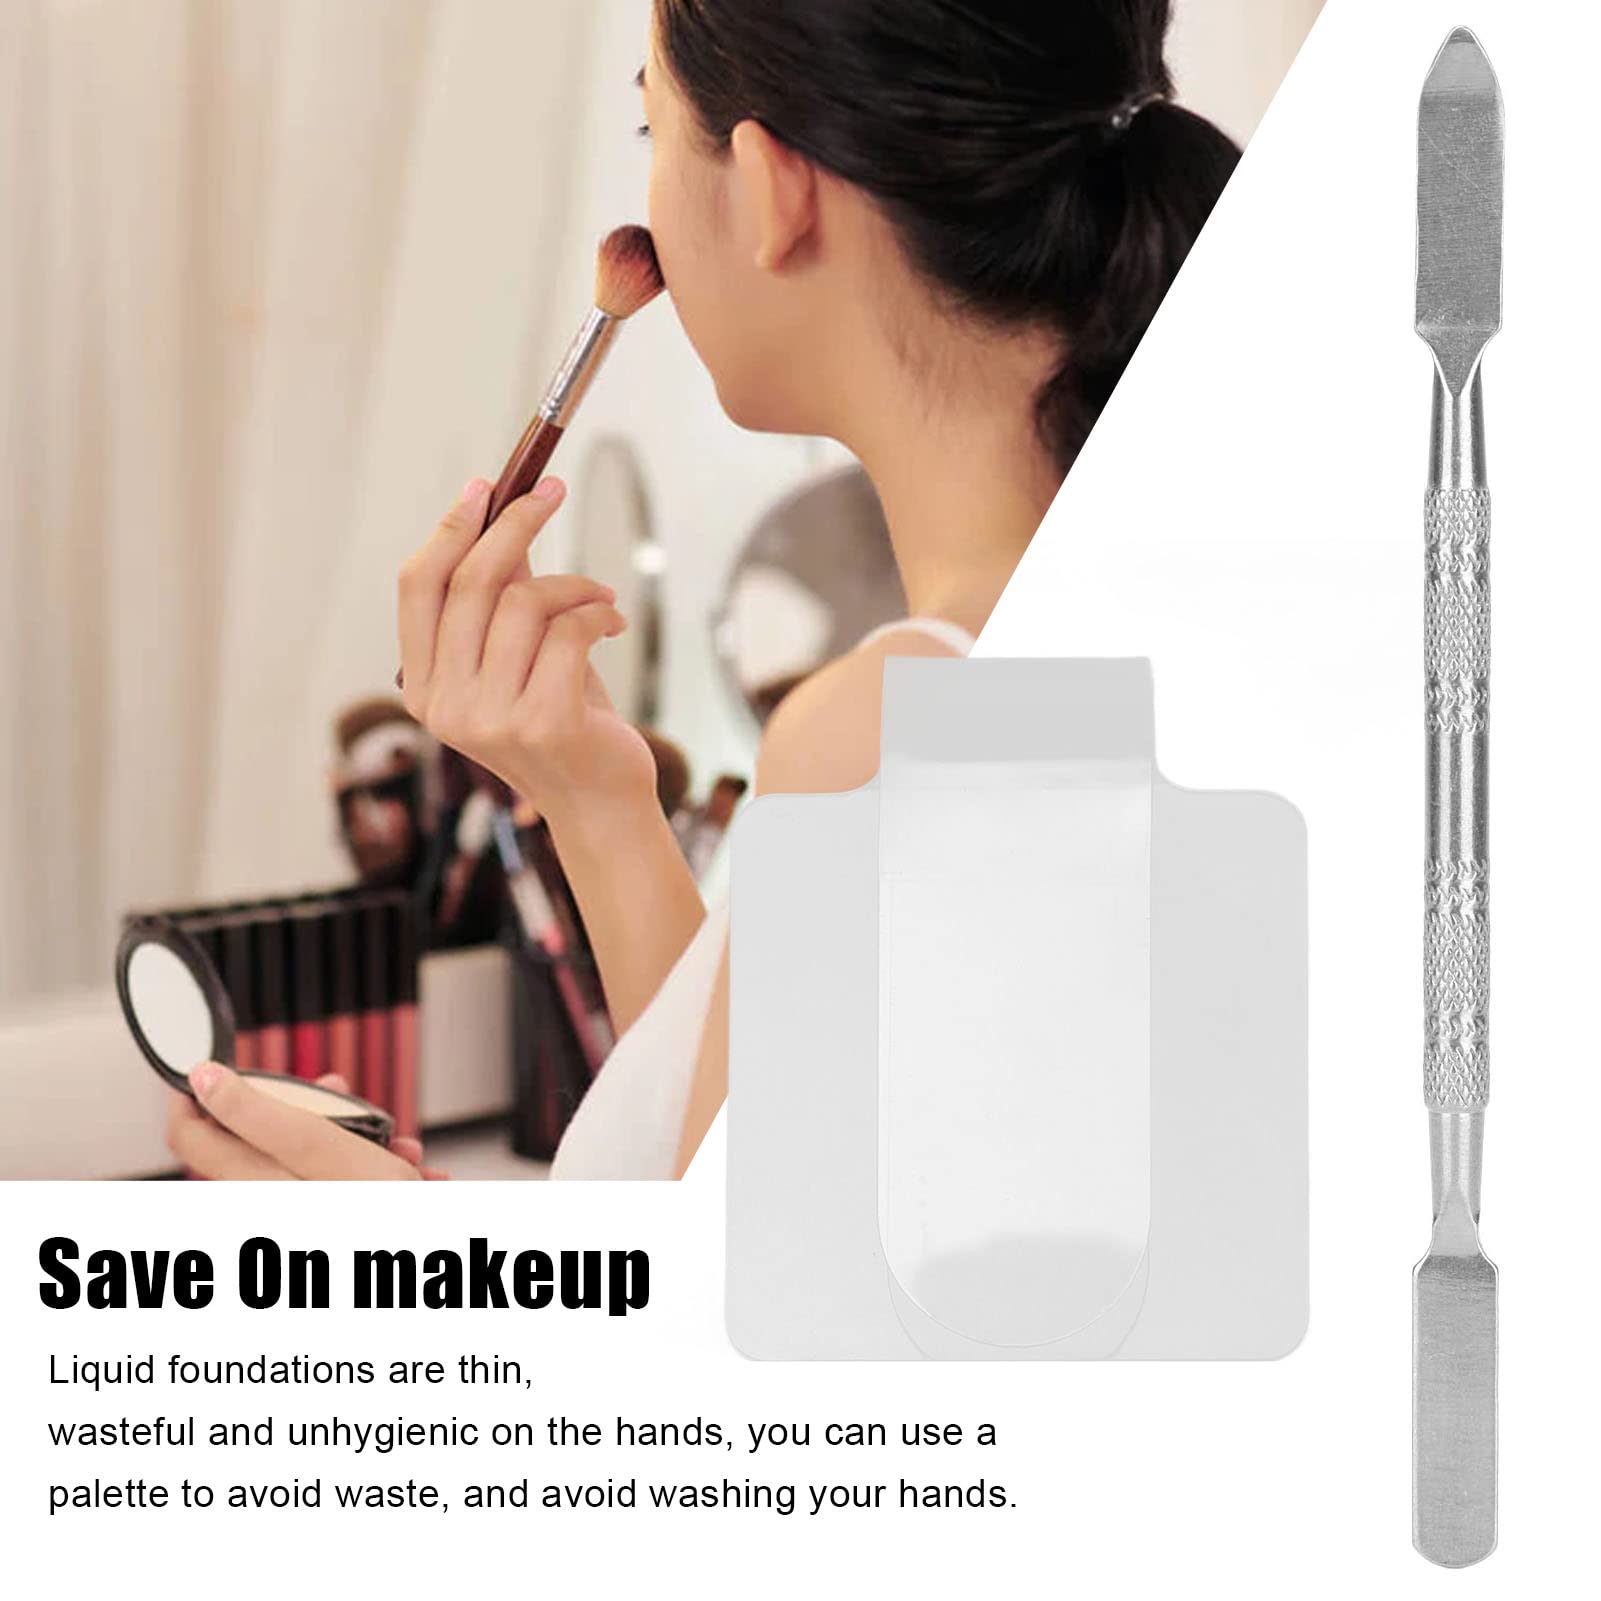 Save On makeup
Liquid foundations are thin,
wasteful and unhygienic on the hands, you can use a
palette to avoid waste, and avoid washing your hands.